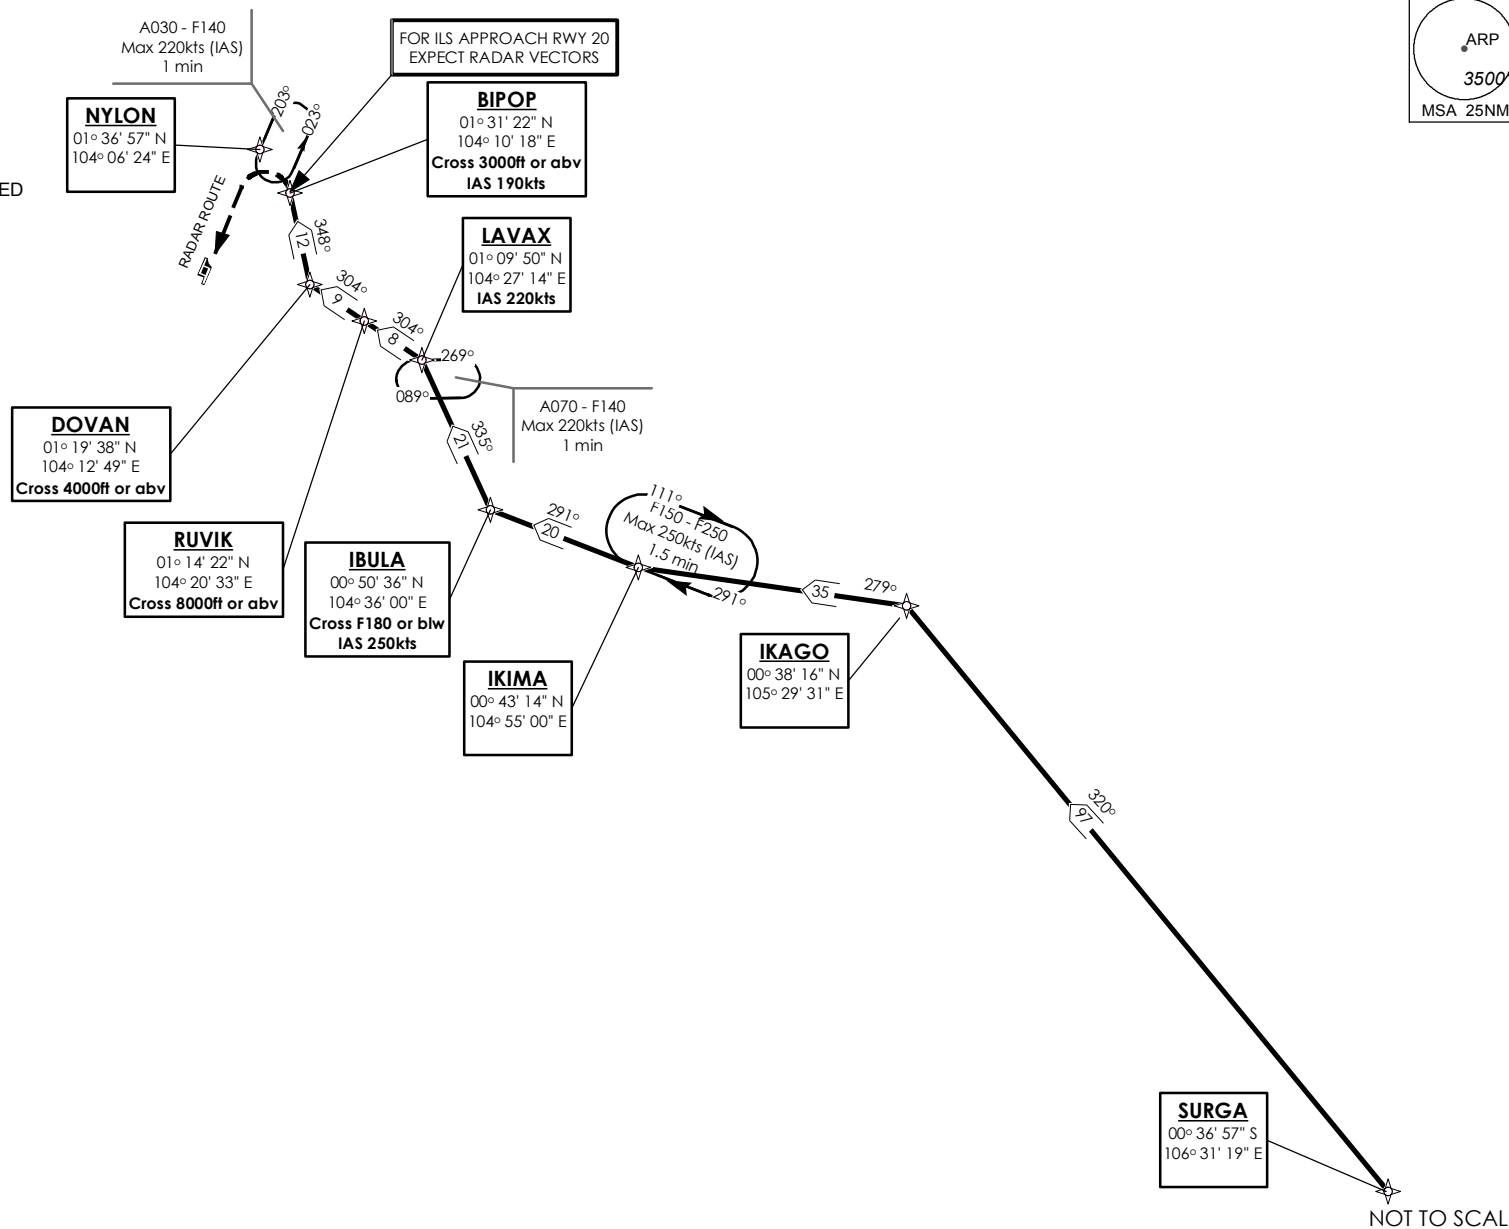 A030 - F140
Max 220kts (IAS)
1 min
FOR ILS APPROACH RWY 20
EXPECT RADAR VECTORS
ARP
3500'
MSA 25NM
NYLON
01° 36' 57" N
104° 06' 24" E
203°
023°
BIPOP
01° 31' 22" N
104° 10' 18" E
Cross 3000ft or abv
IAS 190kts
ED
RADAR ROUTE
348°
12
LAVAX
01° 09' 50" N
104° 27' 14" E
IAS 220kts
304°
9
304°
8
269°
089°
A070 - F140
Max 220kts (IAS)
1 min
DOVAN
01° 19' 38" N
104° 12' 49" E
Cross 4000ft or abv
335°
21
111°
F150 - F250
Max 250kts (IAS)
1.5 min
291°
291°
20
RUVIK
01° 14' 22" N
104° 20' 33" E
Cross 8000ft or abv
IBULA
00° 50' 36" N
104° 36' 00" E
Cross F180 or blw
IAS 250kts
279°
35
IKIMA
00° 43' 14" N
104° 55' 00" E
IKAGO
00° 38' 16" N
105° 29' 31" E
320°
97
SURGA
00° 36' 57" S
106° 31' 19" E
NOT TO SCAL